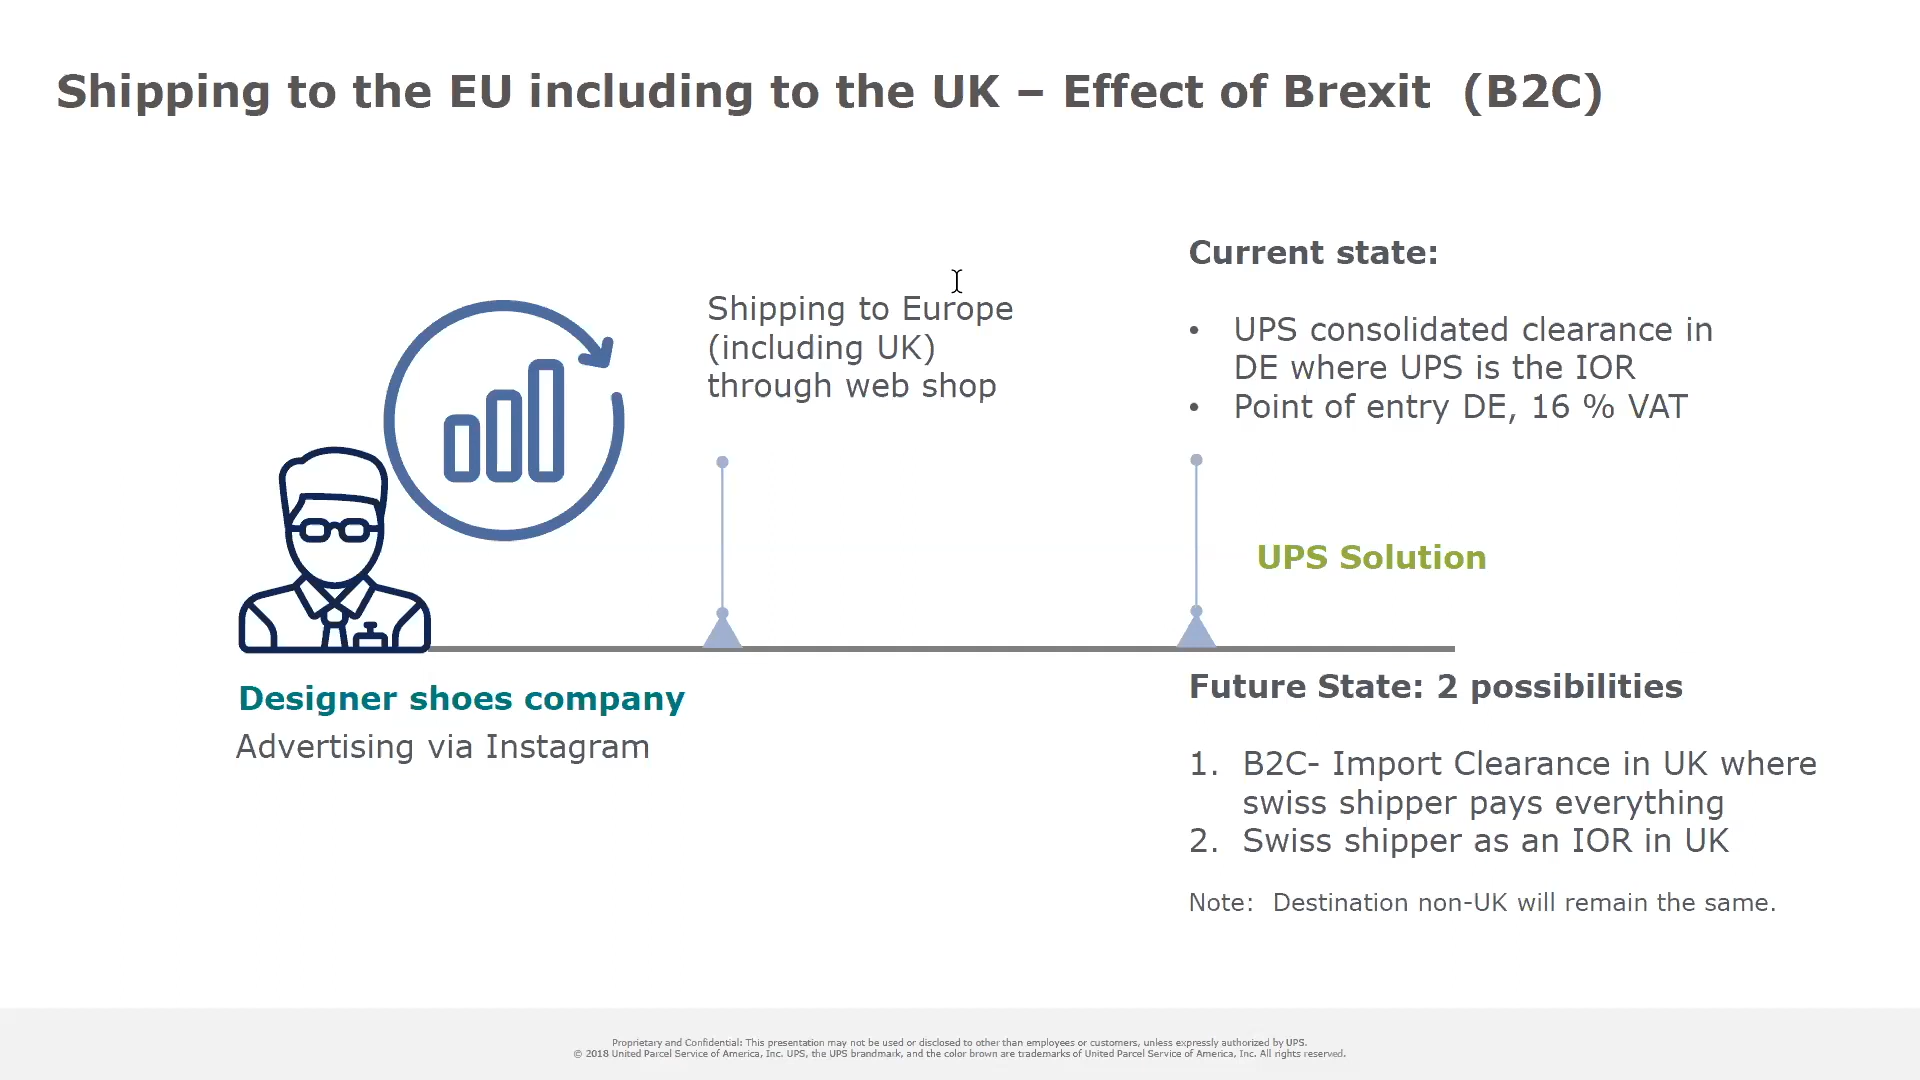 Shipping to the EU including to the UK – Effect of Brexit (B2C)
Shipping to Europe
(including UK)
through web shop
Current state:
• UPS consolidated clearance in
DE where UPS is the IOR
• Point of entry DE, 16 % VAT
UPS Solution
Designer shoes company
Advertising via Instagram
Future State: 2 possibilities
1. B2C- Import Clearance in UK where
swiss shipper pays everything
2. Swiss shipper as an IOR in UK
Note: Destination non-UK will remain the same.
Proprietary and Confidential: This presentation may not be used or disclosed to other than employees or customers, unless expressly authorized by UPS.
© 2018 United Parcel Service of America, Inc. UPS, the UPS brandmark, and the color brown are trademarks of United Parcel Service of America, Inc. All rights reserved.